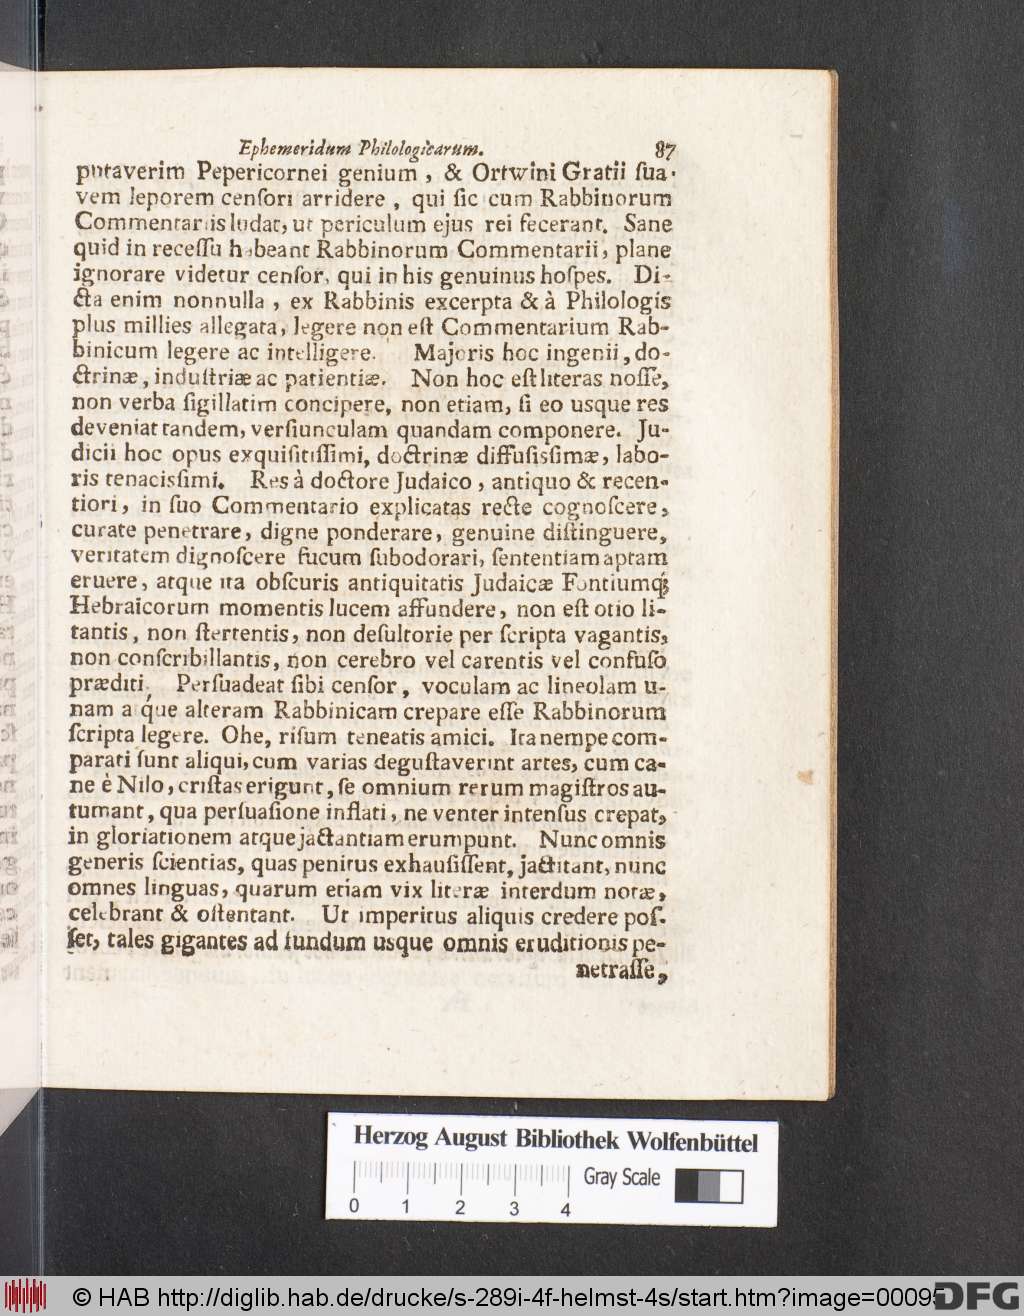 Ephemeridum Philologicarum. 87
putaverim Pepericornei genium, & Ortwini Gratii sua-
vem leporem censori arridere, qui sic cum Rabbinorum
Commentariis ludat, ut periculum ejus rei fecerant. Sane
quid in recessu habeant Rabbinorum Commentarii, plane
ignorare videtur censor, qui in his genuinus hospes. Di-
cta enim nonnulla, ex Rabbinis excerpta & à Philologis
plus millies allegata, legere non est Commentarium Rab-
binicum legere ac intelligere. Majoris hoc ingenii, do-
ctrinæ, industriæ ac patientiæ. Non hoc est literas nosse,
non verba sigillatim concipere, non etiam, si eo usque res
deveniat tandem, versiunculam quandam componere. Ju-
dicii hoc opus exquisitissimi, doctrinæ diffusissimæ, labo-
ris tenacissimi. Res à doctore Judaico, antiquo & recen-
tiori, in suo Commentario explicatas recte cognoscere,
curate penetrare, digne ponderare, genuine distinguere,
veritatem dignoscere fucum subodorari, sententiam aptam
eruere, atque ita obscuris antiquitatis Judaicæ Fontiumq;
Hebraicorum momentis lucem affundere, non est otio li-
tantis, non stertentis, non desultorie per scripta vagantis,
non conscribillantis, non cerebro vel carentis vel confuso
præditi. Persuadeat sibi censor, voculam ac lineolam u-
nam atque alteram Rabbinicam crepare esse Rabbinorum
scripta legere. Ohe, risum teneatis amici. Ita nempe com-
parati sunt aliqui, cum varias degustaverint artes, cum ca-
ne è Nilo, cristas erigunt, se omnium rerum magistros au-
tumant, qua persuasione inflati, ne venter intensus crepat,
in gloriationem atque jactantiam erumpunt. Nunc omnis
generis scientias, quas penitus exhausissent, jactitant, nunc
omnes linguas, quarum etiam vix literæ interdum notæ,
celebrant & ostentant. Ut imperitus aliquis credere pos-
set, tales gigantes ad fundum usque omnis eruditionis pe-
netrasse,
Herzog August Bibliothek Wolfenbüttel
Gray Scale
0 1 2 3 4
© HAB http://diglib.hab.de/drucke/s-289i-4f-helmst-4s/start.htm?image=00095
DFG